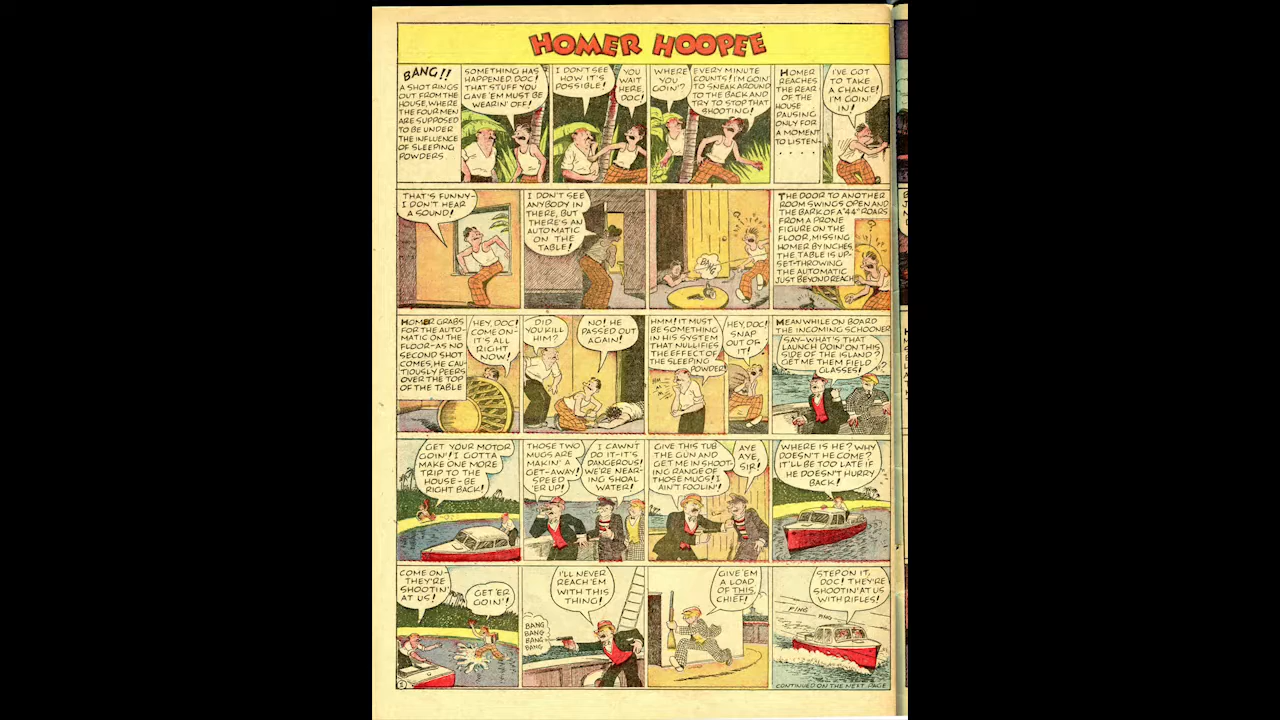 HOMER HOOPEE
BANG!!
A SHOT RINGS
OUT FROM THE
HOUSE, WHERE
THE FOUR MEN
ARE SUPPOSED
TO BE UNDER
THE INFLUENCE
OF SLEEPING
POWDERS
SOMETHING HAS
HAPPENED, DOC!
THAT STUFF YOU
GAVE 'EM MUST BE
WEARIN' OFF!
I DON'T SEE
HOW IT'S
POSSIBLE!
YOU
WAIT
HERE,
DOC!
WHERE
YOU
GOIN'?
EVERY MINUTE
COUNTS! I'M GOIN'
TO SNEAK AROUND
TO THE BACK AND
TRY TO STOP THAT
SHOOTING!
HOMER
REACHES
THE REAR
OF THE
HOUSE
PAUSING
ONLY FOR
A MOMENT
TO LISTEN-
. . . .
I'VE GOT
TO TAKE
A CHANCE!
I'M GOIN'
IN!
THAT'S FUNNY-
I DON'T HEAR
A SOUND!
I DON'T SEE
ANYBODY IN
THERE, BUT
THERE'S AN
AUTOMATIC
ON THE
TABLE!
?
BANG
THE DOOR TO ANOTHER
ROOM SWINGS OPEN AND
THE BARK OF A "44" ROARS
FROM A PRONE
FIGURE ON THE
FLOOR, MISSING
HOMER BY INCHES.
THE TABLE IS UP-
SET-THROWING
THE AUTOMATIC
JUST BEYOND REACH
?
HOMER GRABS
FOR THE AUTO-
MATIC ON THE
FLOOR-AS NO
SECOND SHOT
COMES, HE CAU-
TIOUSLY PEERS
OVER THE TOP
OF THE TABLE
HEY, DOC!
COME ON-
IT'S ALL
RIGHT
NOW!
DID
YOU KILL
HIM?
NO! HE
PASSED OUT
AGAIN!
HMM! IT MUST
BE SOMETHING
IN HIS SYSTEM
THAT NULLIFIES
THE EFFECT OF
THE SLEEPING
POWDER
HM--
M-
M-
HEY, DOC!
SNAP
OUT OF
IT!
MEANWHILE ON BOARD
THE INCOMING SCHOONER
SAY-WHAT'S THAT
LAUNCH DOIN' ON THIS
SIDE OF THE ISLAND?
GET ME THEM FIELD
GLASSES!
?
GET YOUR MOTOR
GOIN'! I GOTTA
MAKE ONE MORE
TRIP TO THE
HOUSE-BE
RIGHT BACK!
THOSE TWO
MUGS ARE
MAKIN' A
GET-AWAY!
SPEED
'ER UP!
I CAWN'T
DO IT-IT'S
DANGEROUS!
WE'RE NEAR-
ING SHOAL
WATER!
GIVE THIS TUB
THE GUN AND
GET ME IN SHOOT-
ING RANGE OF
THOSE MUGS! I
AIN'T FOOLIN'!
AYE
AYE,
SIR!
WHERE IS HE? WHY
DOESN'T HE COME?
IT'LL BE TOO LATE IF
HE DOESN'T HURRY
BACK!
COME ON-
THEY'RE
SHOOTIN'
AT US!
GET 'ER
GOIN'!
I'LL NEVER
REACH 'EM
WITH THIS
THING!
BANG
BANG
BANG
BANG
GIVE 'EM
A LOAD
OF THIS,
CHIEF!
STEP ON IT,
DOC! THEY'RE
SHOOTIN' AT US
WITH RIFLES!
PING
PING
CONTINUED ON THE NEXT PAGE